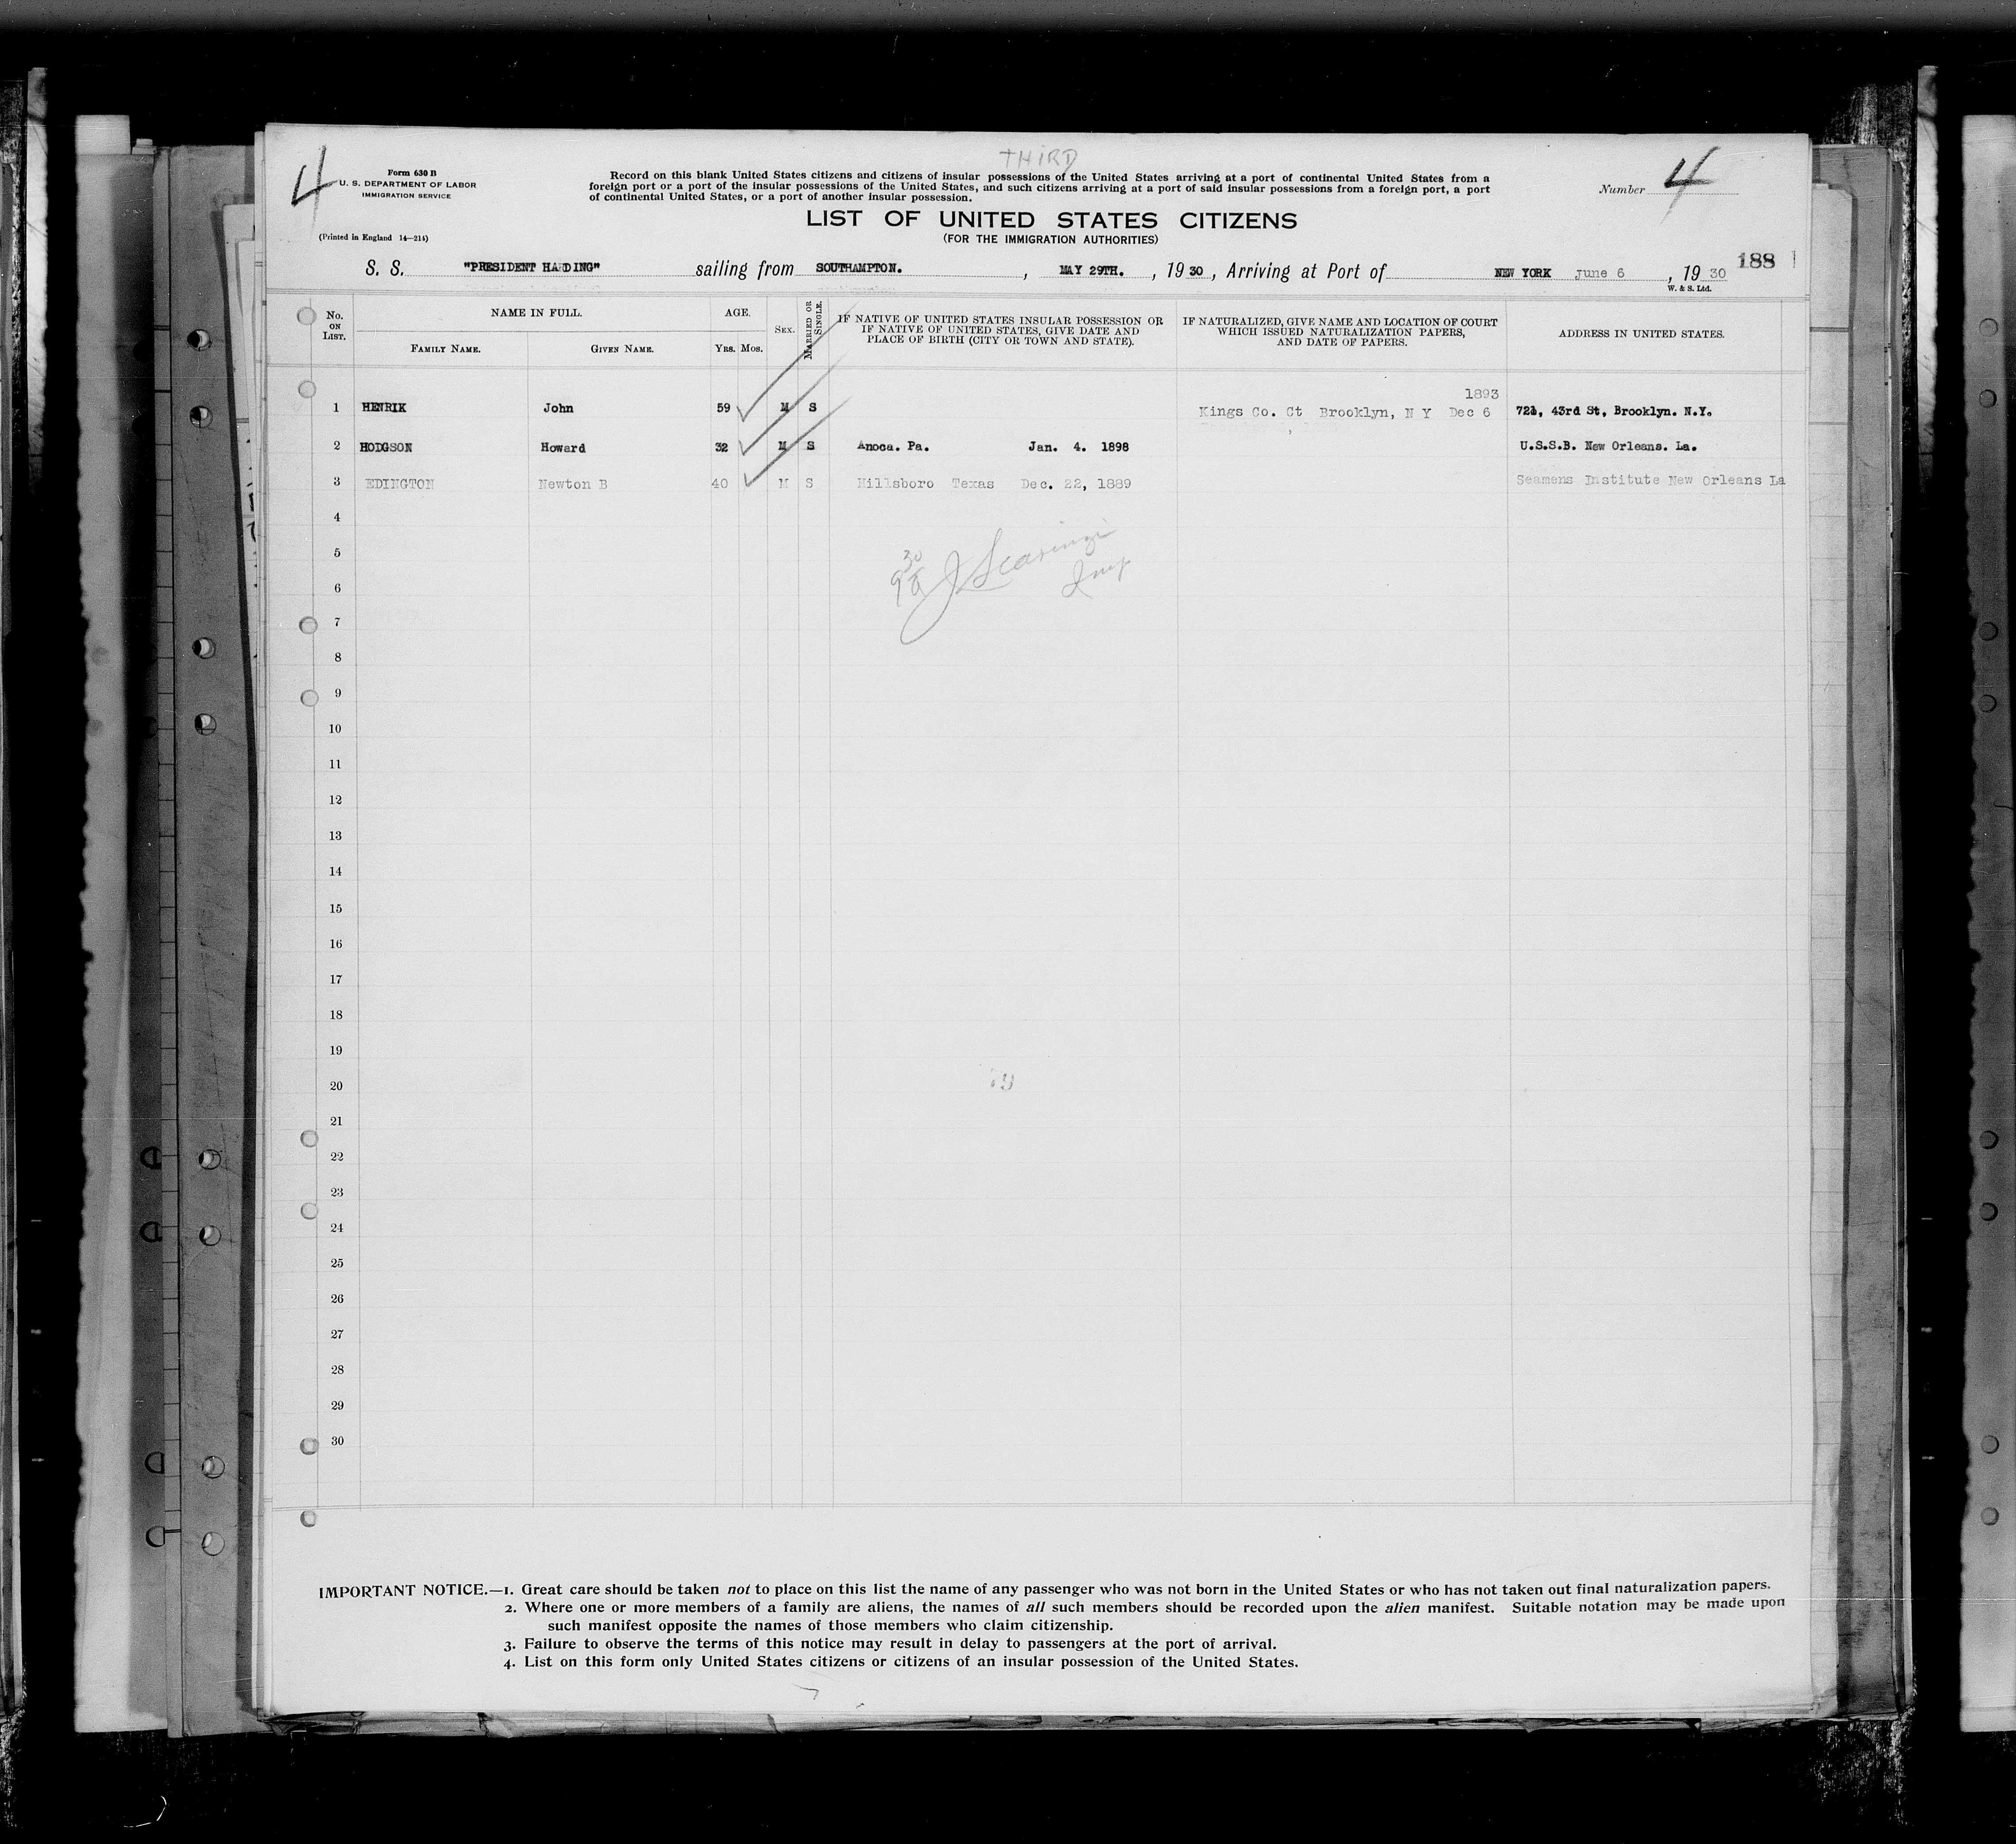 THIRD
4
Form 630 B
U. S. DEPARTMENT OF LABOR
IMMIGRATION SERVICE
(Printed in England 14—214)
Record on this blank United States citizens and citizens of insular possessions of the United States arriving at a port of continental United States from a
foreign port or a port of the insular possessions of the United States, and such citizens arriving at a port of said insular possessions from a foreign port, a port
of continental United States, or a port of another insular possession.
Number 4
LIST OF UNITED STATES CITIZENS
(FOR THE IMMIGRATION AUTHORITIES)
188
S. S. "PRESIDENT HARDING" sailing from SOUTHAMPTON. , MAY 29TH. , 19 30 , Arriving at Port of NEW YORK June 6 , 19 30
W. & S. Ltd.
No. ON LIST. NAME IN FULL. FAMILY NAME. GIVEN NAME. AGE. YRS. MOS. SEX. MARRIED OR SINGLE. IF NATIVE OF UNITED STATES INSULAR POSSESSION OR IF NATIVE OF UNITED STATES, GIVE DATE AND PLACE OF BIRTH (CITY OR TOWN AND STATE). IF NATURALIZED, GIVE NAME AND LOCATION OF COURT WHICH ISSUED NATURALIZATION PAPERS, AND DATE OF PAPERS. ADDRESS IN UNITED STATES.
1893
1 HENRIK John 59 M S Kings Co. Ct Brooklyn, N Y Dec 6 721, 43rd St, Brooklyn. N.Y.
2 HODGSON Howard 32 M S Anoca. Pa. Jan. 4. 1898 U.S.S.B. New Orleans. La.
3 EDINGTON Newton B 40 M S Hillsboro Texas Dec. 22, 1889 Seamens Institute New Orleans La
4
5
6
7
8
9
10
11
12
13
14
15
16
17
18
19
20
21
22
23
24
25
26
27
28
29
30
IMPORTANT NOTICE.—1. Great care should be taken not to place on this list the name of any passenger who was not born in the United States or who has not taken out final naturalization papers.
2. Where one or more members of a family are aliens, the names of all such members should be recorded upon the alien manifest. Suitable notation may be made upon
such manifest opposite the names of those members who claim citizenship.
3. Failure to observe the terms of this notice may result in delay to passengers at the port of arrival.
4. List on this form only United States citizens or citizens of an insular possession of the United States.